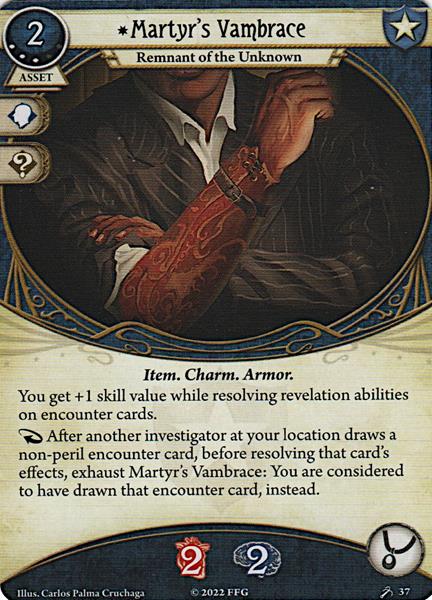 2
✷Martyr's Vambrace
Remnant of the Unknown
ASSET
?
Item. Charm. Armor.
You get +1 skill value while resolving revelation abilities
on encounter cards.
After another investigator at your location draws a
non-peril encounter card, before resolving that card's
effects, exhaust Martyr's Vambrace: You are considered
to have drawn that encounter card, instead.
2 2
Illus. Carlos Palma Cruchaga © 2022 FFG 37